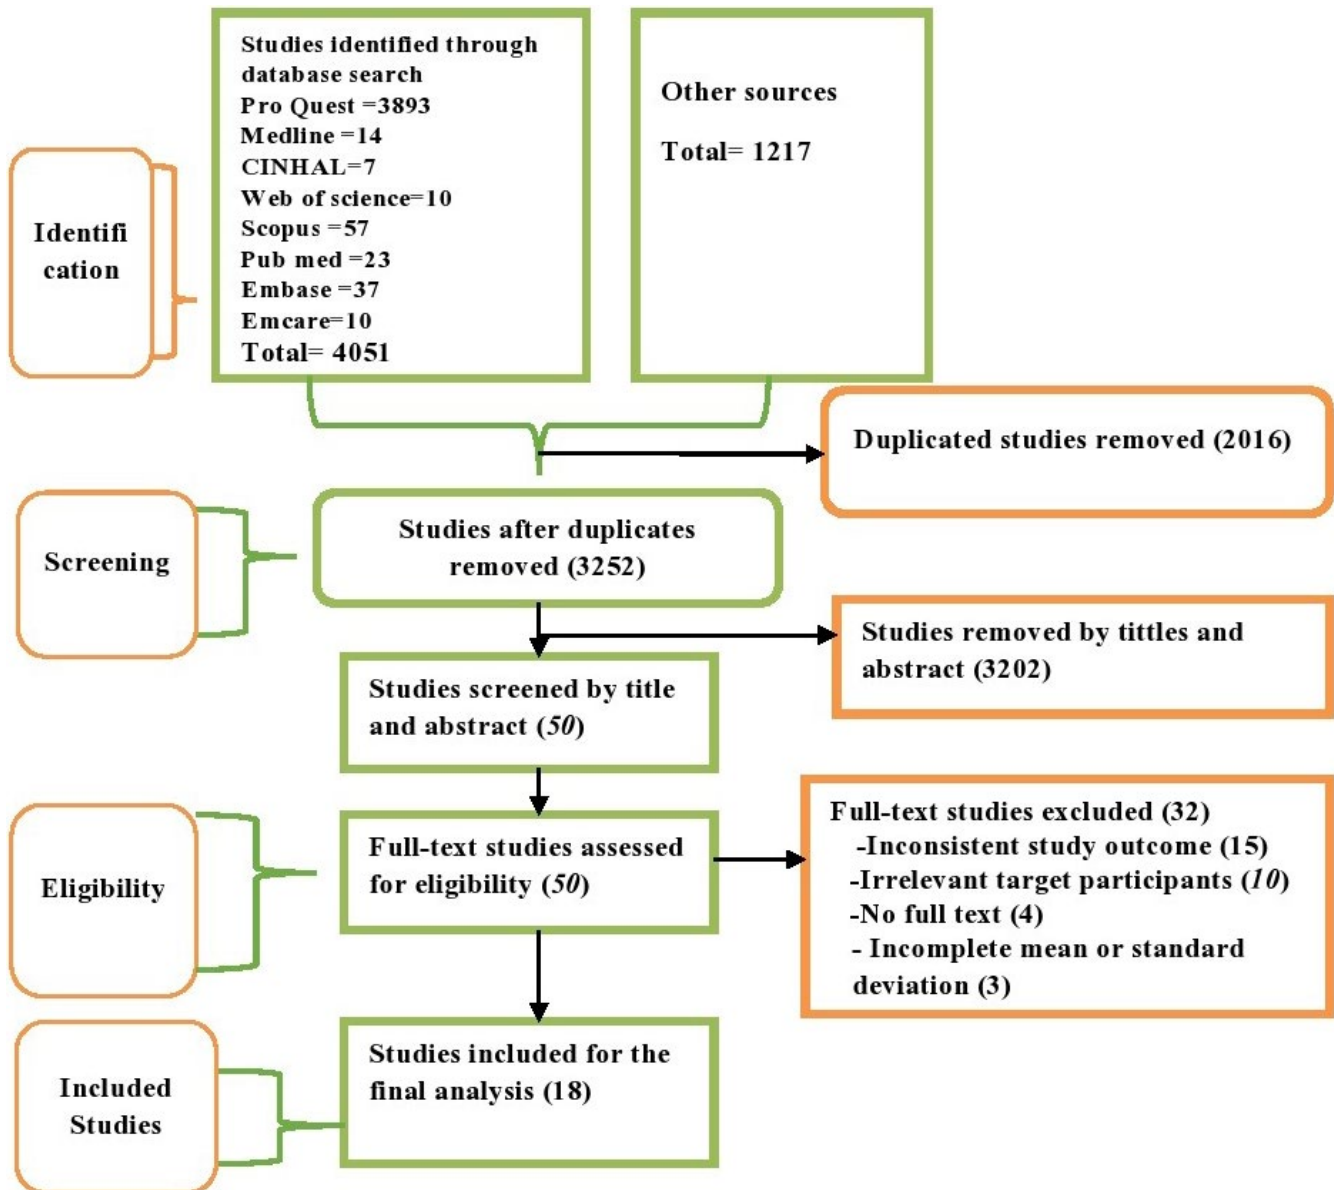 Studies identified through
database search
Pro Quest =3893
Medline =14
CINHAL=7
Web of science=10
Scopus =57
Pub med =23
Embase =37
Emcare=10
Total= 4051
Other sources
Total= 1217
Identifi
cation
Duplicated studies removed (2016)
Screening
Studies after duplicates
removed (3252)
Studies removed by tittles and
abstract (3202)
Studies screened by title
and abstract (50)
Eligibility
Full-text studies assessed
for eligibility (50)
Full-text studies excluded (32)
-Inconsistent study outcome (15)
-Irrelevant target participants (10)
-No full text (4)
- Incomplete mean or standard
deviation (3)
Included
Studies
Studies included for the
final analysis (18)